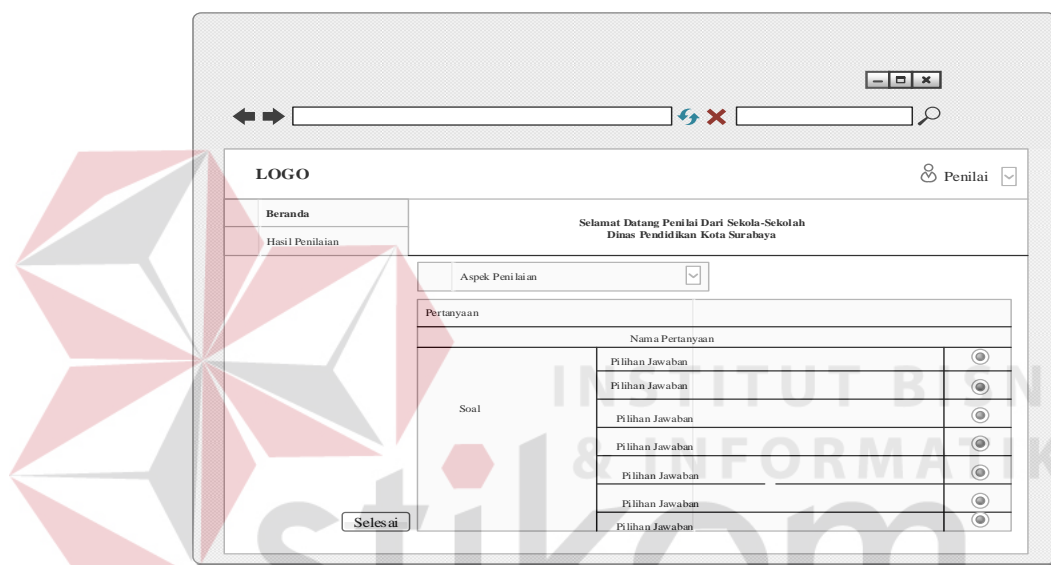 LOGO
Penilai
Beranda
Hasil Penilaian
Selamat Datang Penilai Dari Sekola-Sekolah
Dinas Pendidikan Kota Surabaya
Aspek Penilaian
Pertanyaan
Nama Pertanyaan
Soal
Pilihan Jawaban
Pilihan Jawaban
Pilihan Jawaban
Pilihan Jawaban
Pilihan Jawaban
Pilihan Jawaban
Pilihan Jawaban
Selesai
INSTITUT BISN
& INFORMATIK
stikom